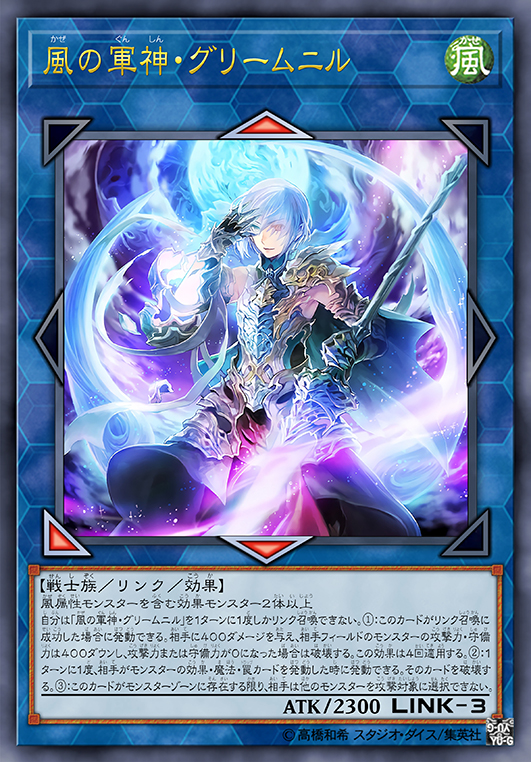 風の軍神・グリームニル
風
【戦士族／リンク／効果】
風属性モンスターを含む効果モンスター2体以上
自分は「風の軍神・グリームニル」を1ターンに1度しかリンク召喚できない。①:このカードがリンク召喚に
成功した場合に発動できる。相手に400ダメージを与え、相手フィールドのモンスターの攻撃力・守備
力は400ダウンし、攻撃力または守備力が0になった場合は破壊する。この効果は4回適用する。②:1
ターンに1度、相手がモンスターの効果・魔法・罠カードを発動した時に発動できる。そのカードを破壊す
る。③:このカードがモンスターゾーンに存在する限り、相手は他のモンスターを攻撃対象に選択できない。
ATK/2300 LINK-3
©高橋和希 スタジオ・ダイス/集英社